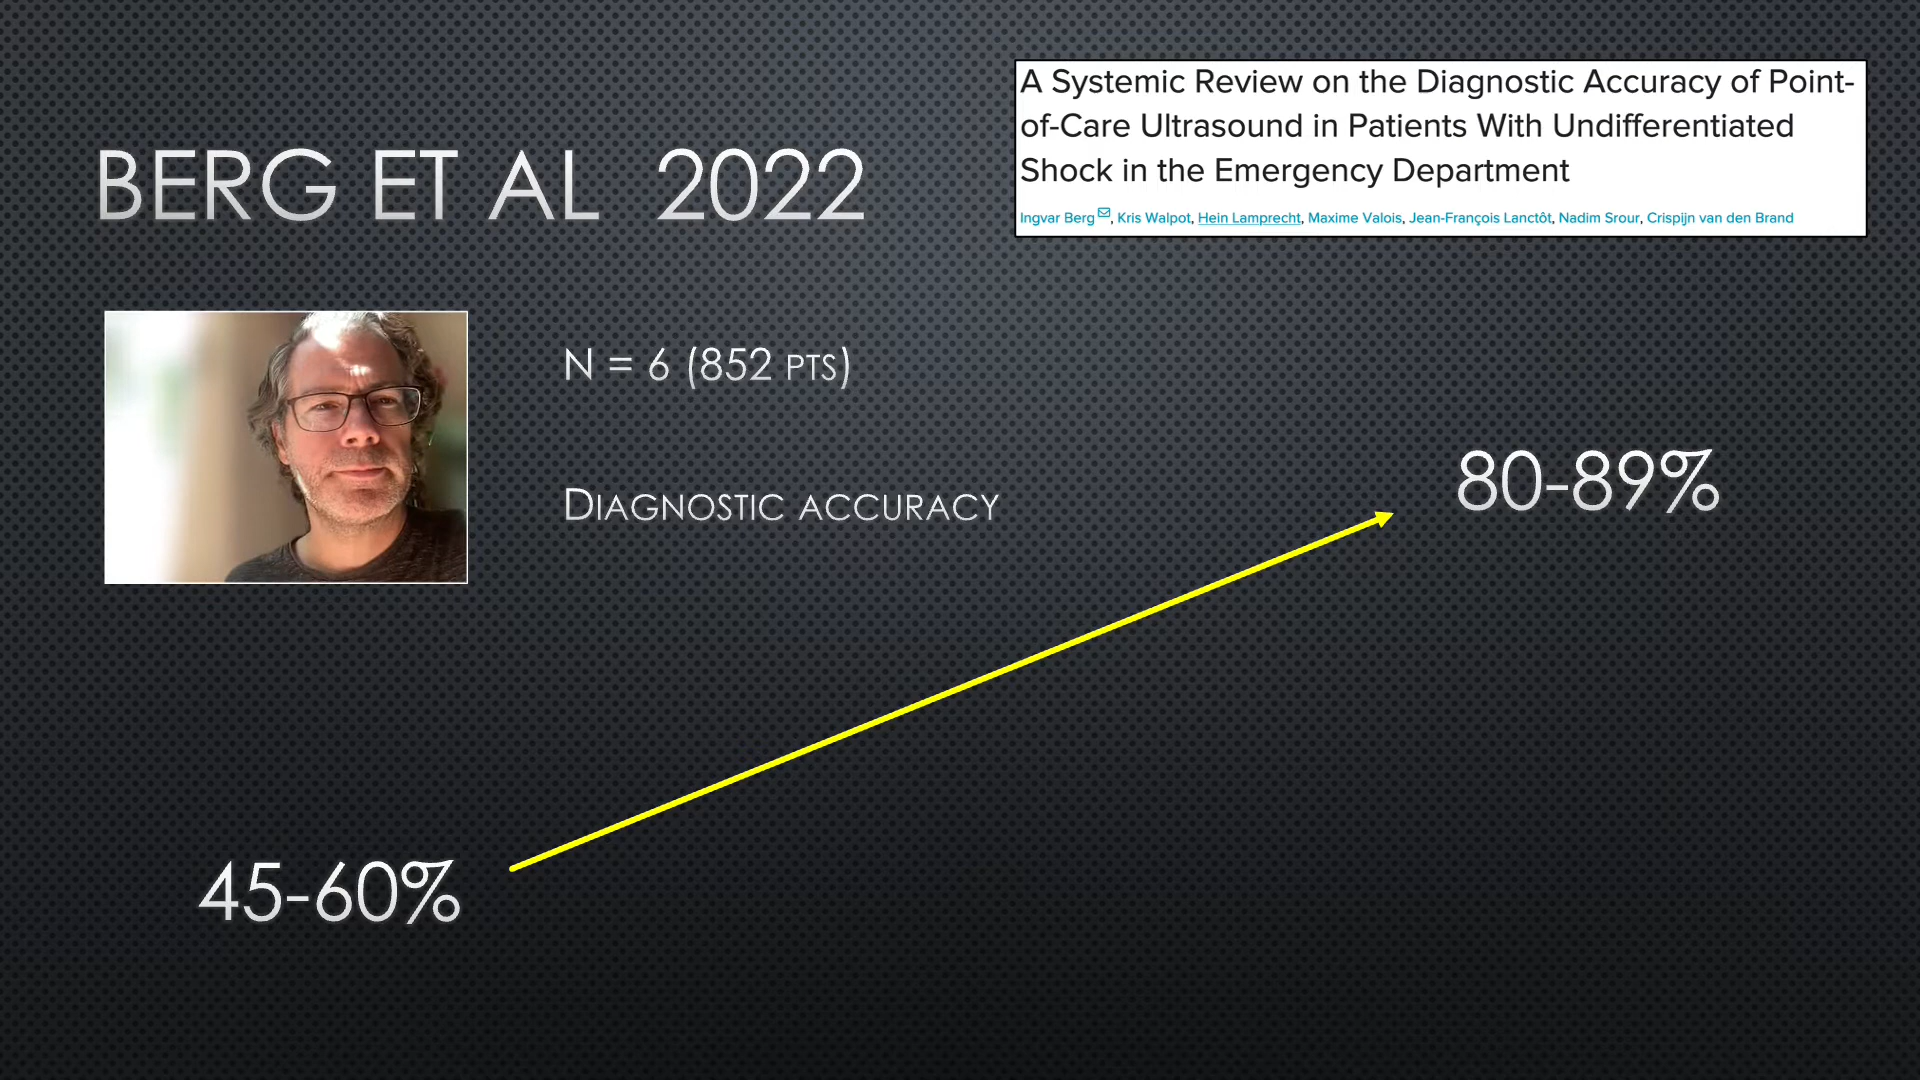 A Systemic Review on the Diagnostic Accuracy of Point-
of-Care Ultrasound in Patients With Undifferentiated
Shock in the Emergency Department
Ingvar Berg, Kris Walpot, Hein Lamprecht, Maxime Valois, Jean-François Lanctôt, Nadim Srour, Crispijn van den Brand
BERG ET AL 2022
N = 6 (852 PTS)
DIAGNOSTIC ACCURACY
80-89%
45-60%